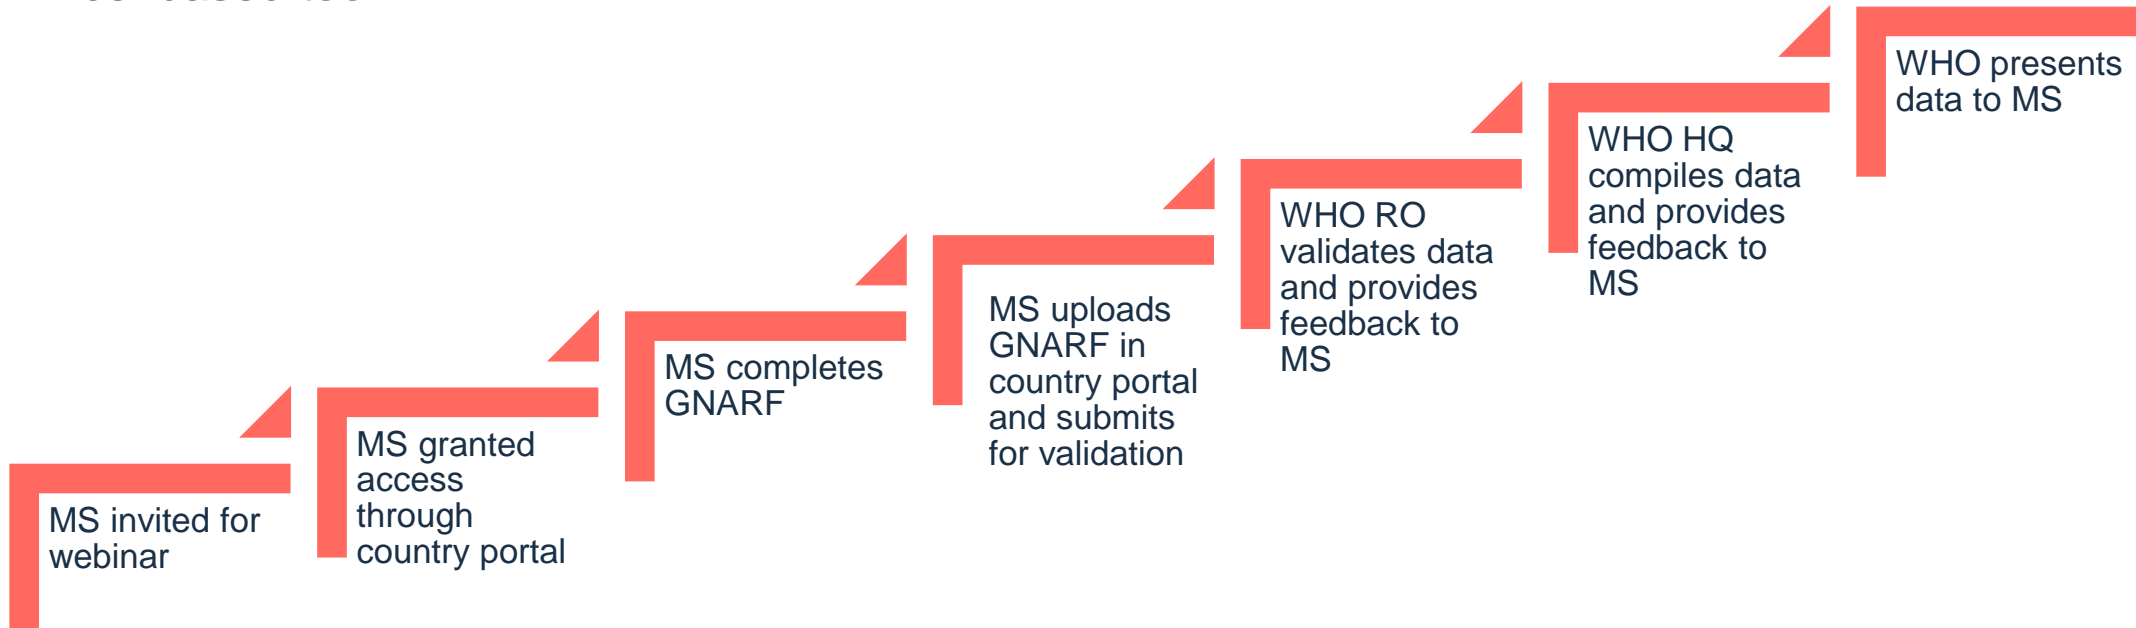 MS invited for
webinar
MS granted
access
through
country portal
MS completes
GNARF
MS uploads
GNARF in
country portal
and submits
for validation
WHO RO
validates data
and provides
feedback to
MS
WHO HQ
compiles data
and provides
feedback to
MS
WHO presents
data to MS